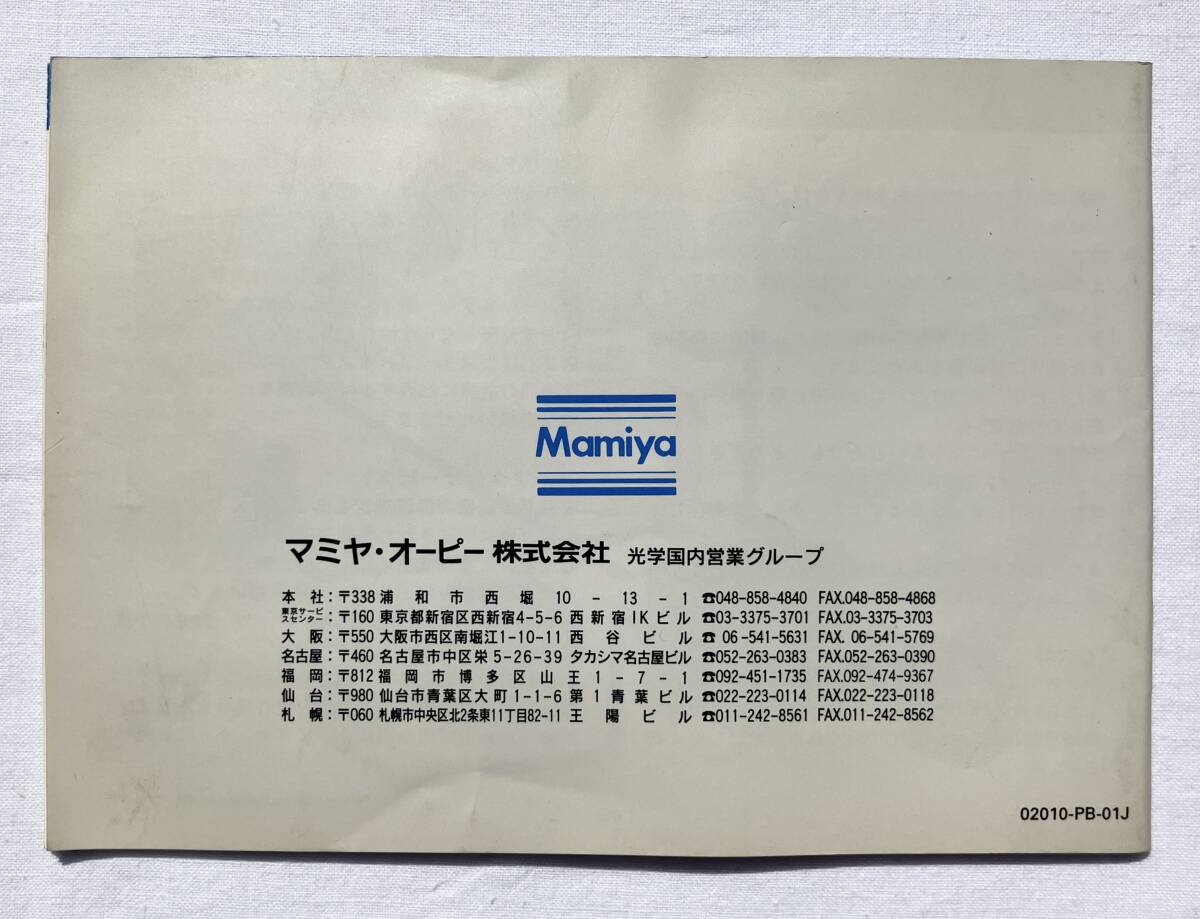 Mamiya
マミヤ・オーピー株式会社 光学国内営業グループ
本社:〒338 浦和市西堀10-13-1 ☎048-858-4840 FAX.048-858-4868
東京サービスセンター:〒160 東京都新宿区西新宿4-5-6 西新宿IKビル ☎03-3375-3701 FAX.03-3375-3703
大阪:〒550 大阪市西区南堀江1-10-11 西谷ビル ☎06-541-5631 FAX. 06-541-5769
名古屋:〒460 名古屋市中区栄5-26-39 タカシマ名古屋ビル ☎052-263-0383 FAX.052-263-0390
福岡:〒812 福岡市博多区山王1-7-1 ☎092-451-1735 FAX.092-474-9367
仙台:〒980 仙台市青葉区大町1-1-6 第1青葉ビル ☎022-223-0114 FAX.022-223-0118
札幌:〒060 札幌市中央区北2条東11丁目82-11 王陽ビル ☎011-242-8561 FAX.011-242-8562
02010-PB-01J